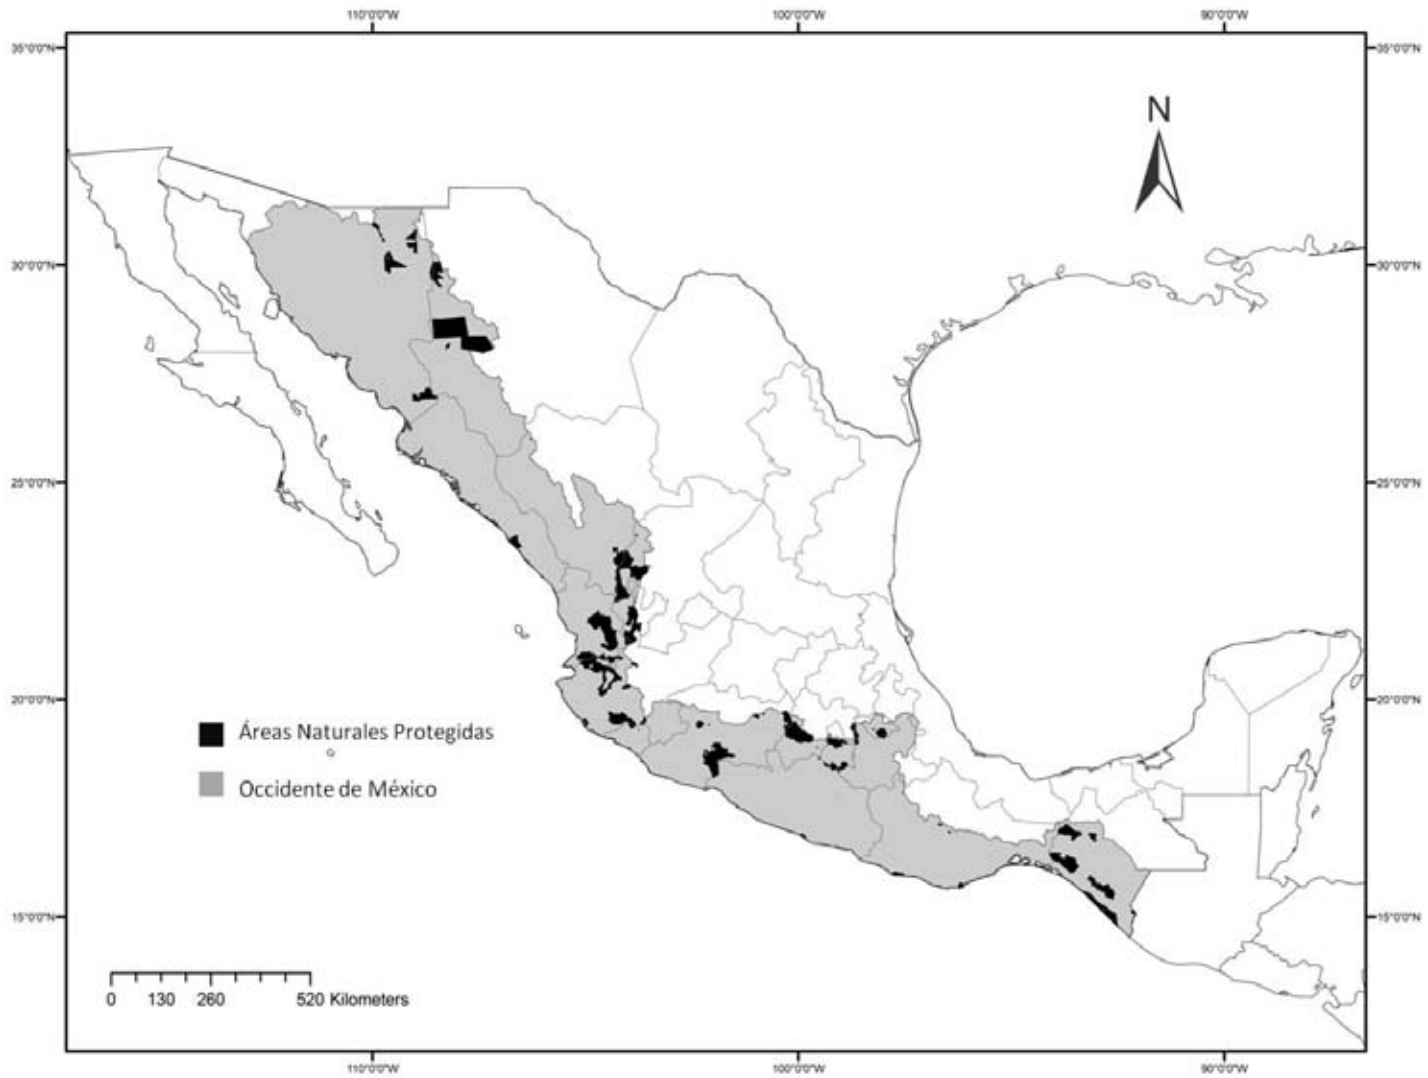 110°0'0"W 100°0'0"W 90°0'0"W
35°0'0"N 35°0'0"N
N
30°0'0"N 30°0'0"N
25°0'0"N 25°0'0"N
20°0'0"N 20°0'0"N
Áreas Naturales Protegidas
Occidente de México
15°0'0"N 15°0'0"N
0 130 260 520 Kilometers
110°0'0"W 100°0'0"W 90°0'0"W